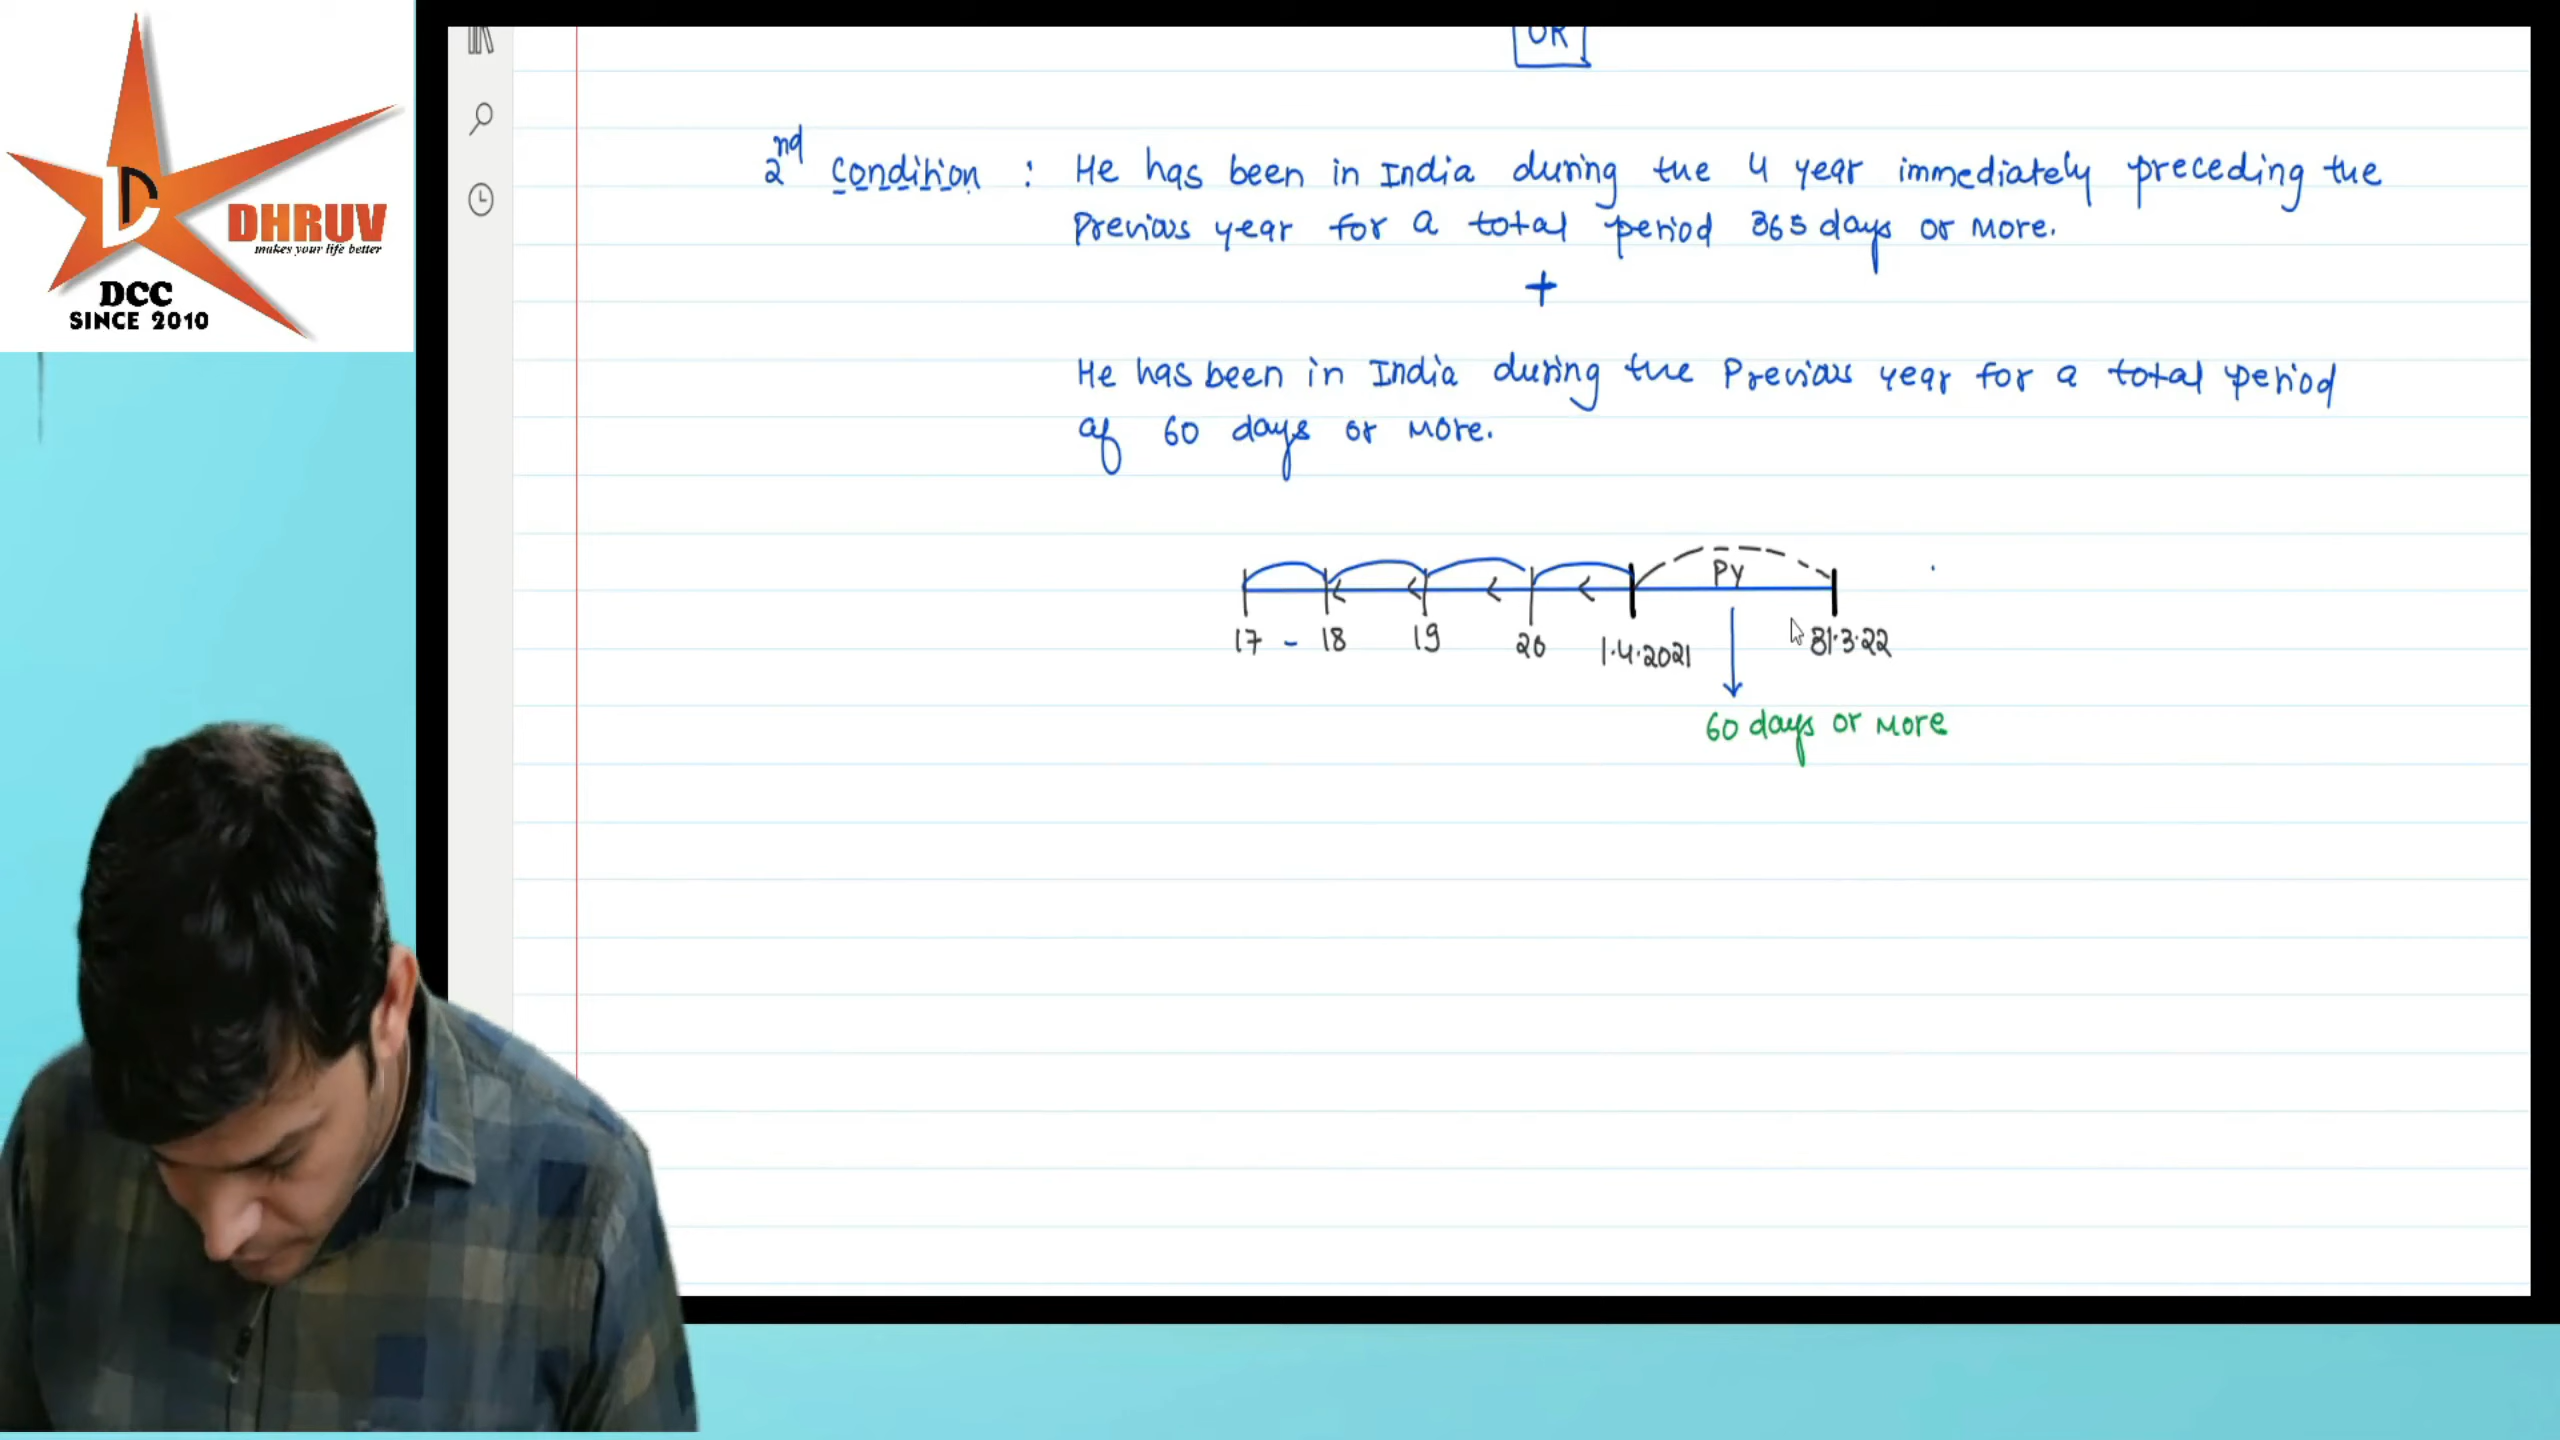 DHRUV
makes your life better
DCC
SINCE 2010
OR
2nd Condition : He has been in India during the 4 year immediately preceding the
Previous year for a total period 365 days or more.
+
He has been in India during the Previous year for a total period
of 60 days or more.
PY
17 - 18 19 20 1.4.2021 31.3.22
60 days or more